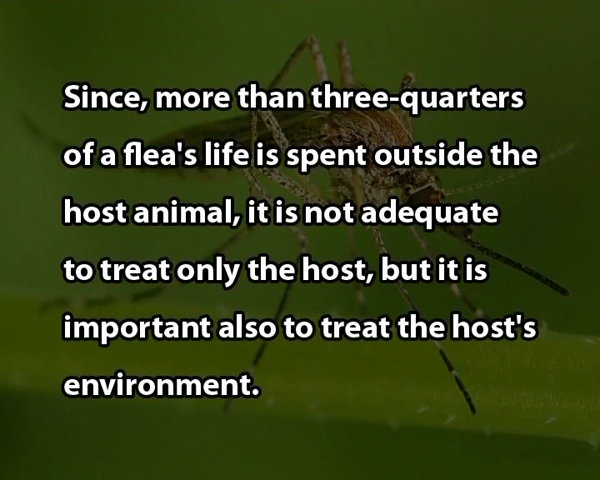 Since, more than three-quarters
of a flea's life is spent outside the
host animal, it is not adequate
to treat only the host, but it is
important also to treat the host's
environment.